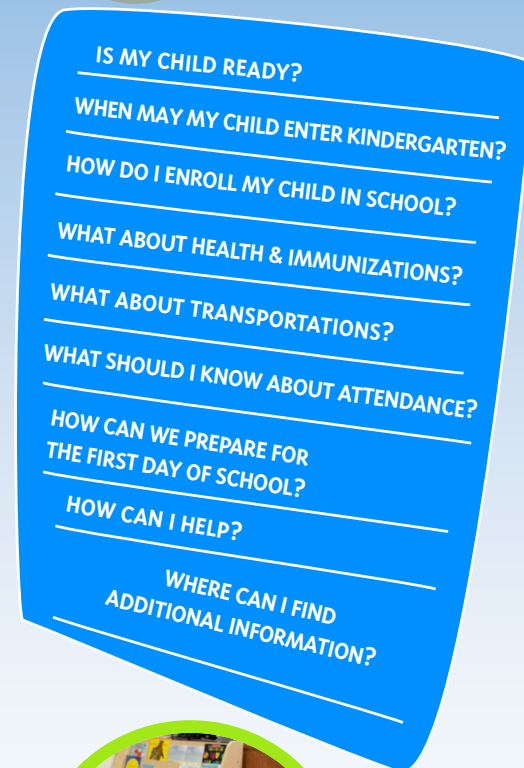 IS MY CHILD READY?
WHEN MAY MY CHILD ENTER KINDERGARTEN?
HOW DO I ENROLL MY CHILD IN SCHOOL?
WHAT ABOUT HEALTH & IMMUNIZATIONS?
WHAT ABOUT TRANSPORTATIONS?
WHAT SHOULD I KNOW ABOUT ATTENDANCE?
HOW CAN WE PREPARE FOR
THE FIRST DAY OF SCHOOL?
HOW CAN I HELP?
WHERE CAN I FIND
ADDITIONAL INFORMATION?